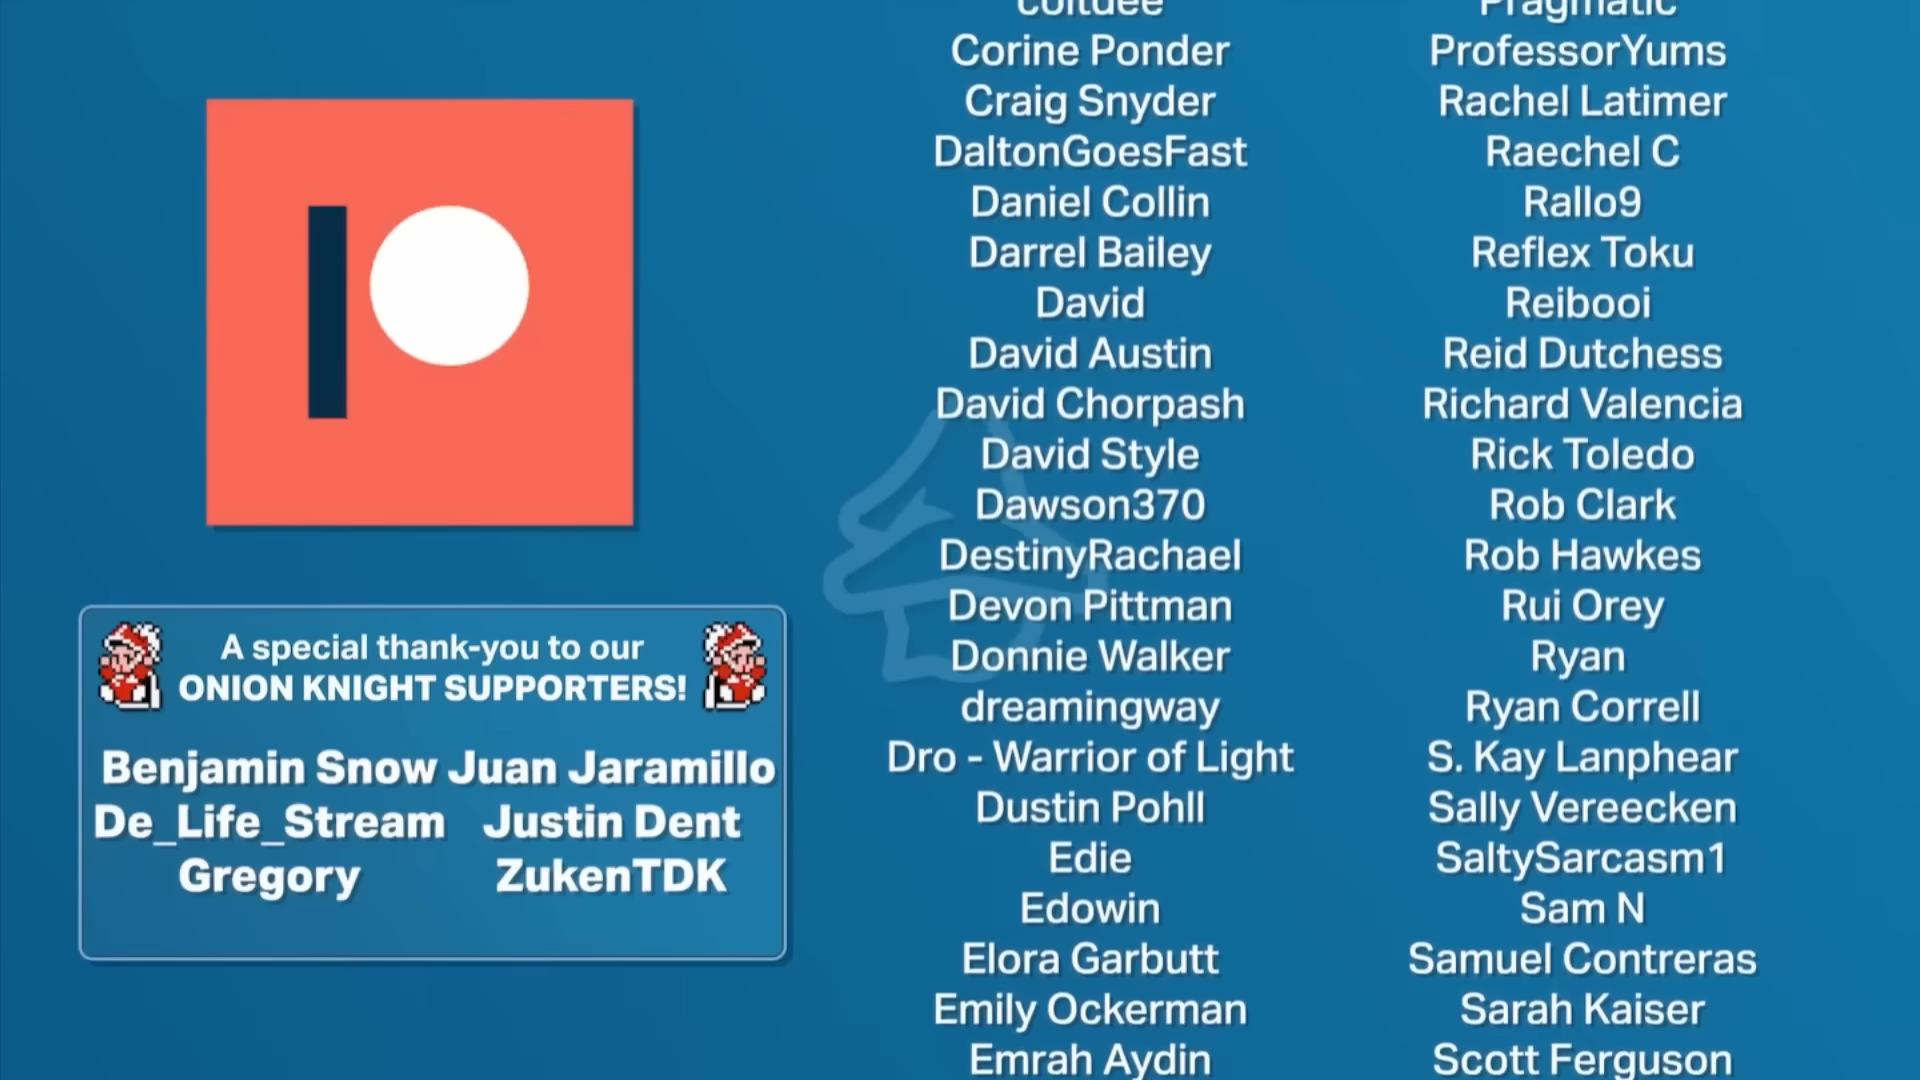 A special thank-you to our
ONION KNIGHT SUPPORTERS!
Benjamin Snow
De_Life_Stream
Gregory
Juan Jaramillo
Justin Dent
ZukenTDK
coltdee
Corine Ponder
Craig Snyder
DaltonGoesFast
Daniel Collin
Darrel Bailey
David
David Austin
David Chorpash
David Style
Dawson370
DestinyRachael
Devon Pittman
Donnie Walker
dreamingway
Dro - Warrior of Light
Dustin Pohll
Edie
Edowin
Elora Garbutt
Emily Ockerman
Emrah Aydin
Pragmatic
ProfessorYums
Rachel Latimer
Raechel C
Rallo9
Reflex Toku
Reibooi
Reid Dutchess
Richard Valencia
Rick Toledo
Rob Clark
Rob Hawkes
Rui Orey
Ryan
Ryan Correll
S. Kay Lanphear
Sally Vereecken
SaltySarcasm1
Sam N
Samuel Contreras
Sarah Kaiser
Scott Ferguson